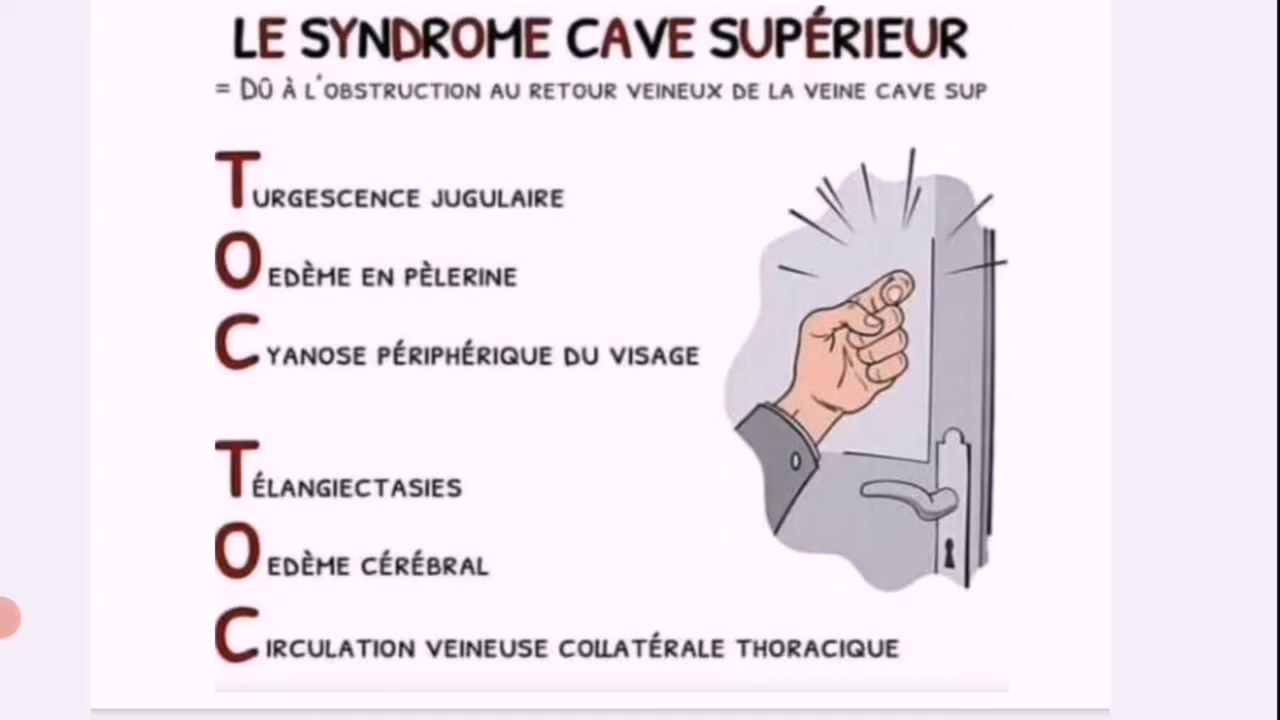 LE SYNDROME CAVE SUPÉRIEUR
= DÛ À L'OBSTRUCTION AU RETOUR VEINEUX DE LA VEINE CAVE SUP
TURGESCENCE JUGULAIRE
OEDÈME EN PÈLERINE
CYANOSE PÉRIPHÉRIQUE DU VISAGE
TÉLANGIECTASIES
OEDÈME CÉRÉBRAL
CIRCULATION VEINEUSE COLLATÉRALE THORACIQUE